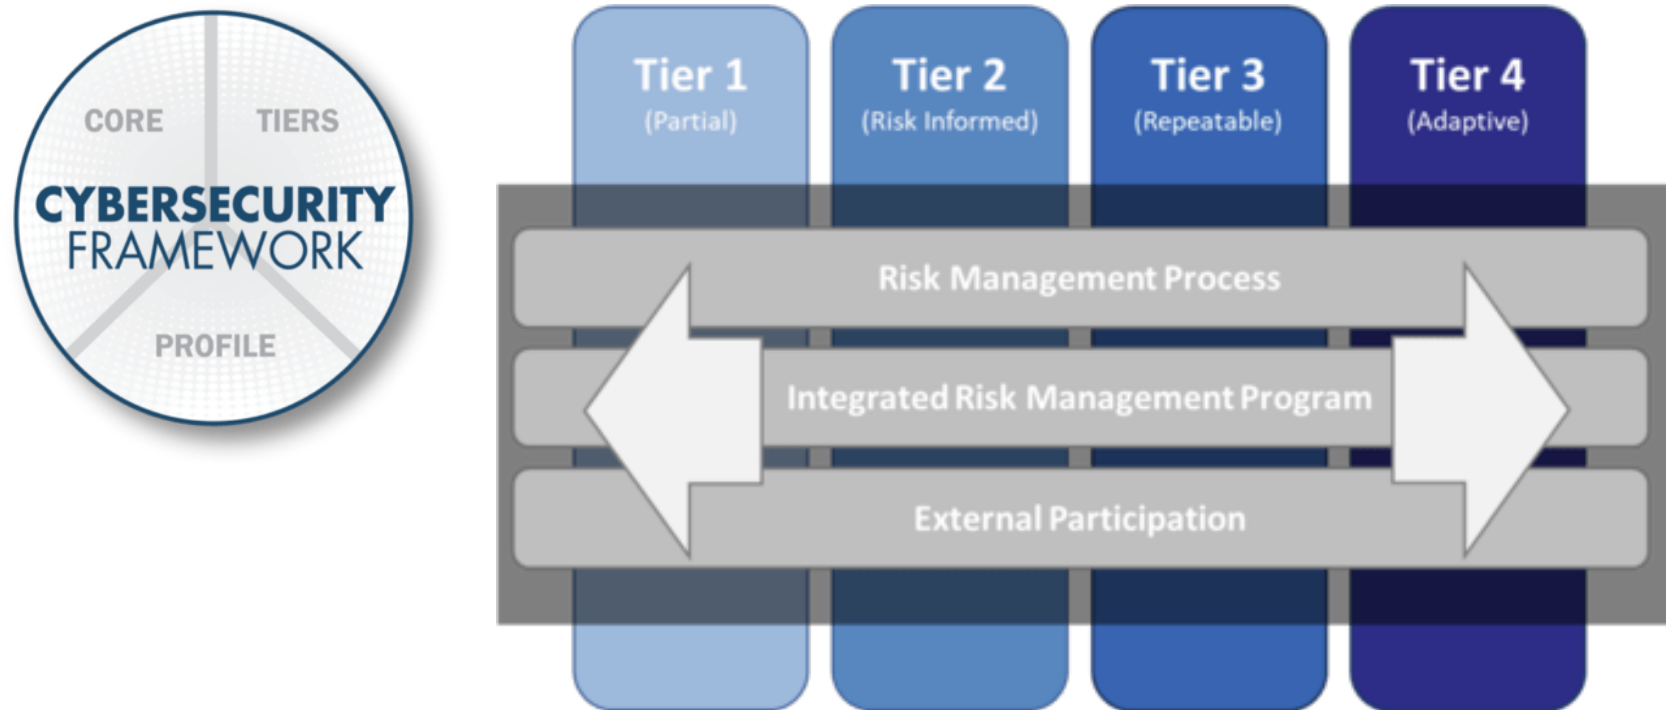 CORE
TIERS
CYBERSECURITY
FRAMEWORK
PROFILE
Tier 1
(Partial)
Tier 2
(Risk Informed)
Tier 3
(Repeatable)
Tier 4
(Adaptive)
Risk Management Process
Integrated Risk Management Program
External Participation